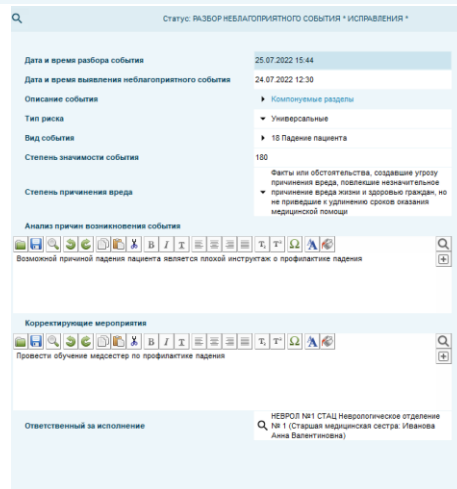 Статус: РАЗБОР НЕБЛАГОПРИЯТНОГО СОБЫТИЯ * ИСПРАВЛЕНИЯ *
Дата и время разбора события 25.07.2022 15:44
Дата и время выявления неблагоприятного события 24.07.2022 12:30
Описание события Компонуемые разделы
Тип риска Универсальные
Вид события 18 Падение пациента
Степень значимости события 180
Степень причинения вреда
Факты или обстоятельства, создавшие угрозу
причинения вреда, повлекшие незначительное
причинение вреда жизни и здоровью граждан, но
не приведшие к удлинению сроков оказания
медицинской помощи
Анализ причин возникновения события
B I T T, T² Ω A
Возможной причиной падения пациента является плохой инструктаж о профилактике падения
Корректирующие мероприятия
B I T T, T² Ω A
Провести обучение медсестер по профилактике падения
Ответственный за исполнение
НЕВРОЛ №1 СТАЦ Неврологическое отделение
№ 1 (Старшая медицинская сестра: Иванова
Анна Валентиновна)